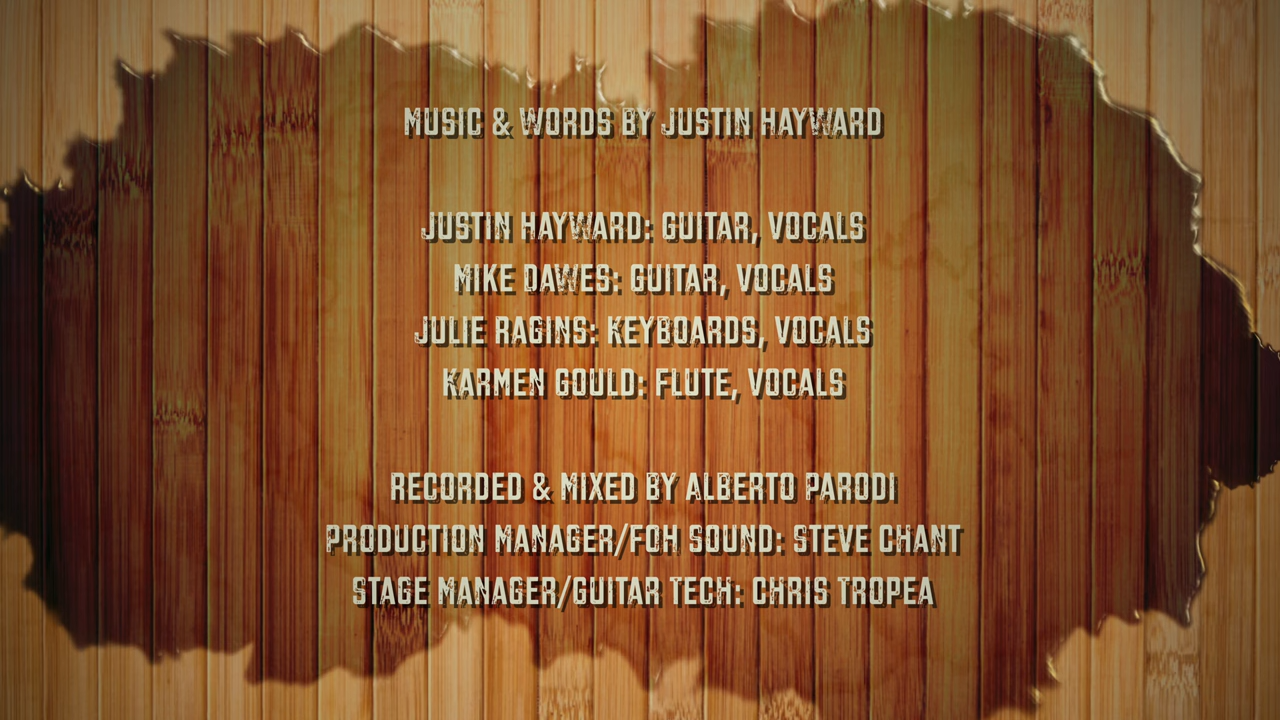 MUSIC & WORDS BY JUSTIN HAYWARD
JUSTIN HAYWARD: GUITAR, VOCALS
MIKE DAWES: GUITAR, VOCALS
JULIE RAGINS: KEYBOARDS, VOCALS
KARMEN GOULD: FLUTE, VOCALS
RECORDED & MIXED BY ALBERTO PARODI
PRODUCTION MANAGER/FOH SOUND: STEVE CHANT
STAGE MANAGER/GUITAR TECH: CHRIS TROPEA